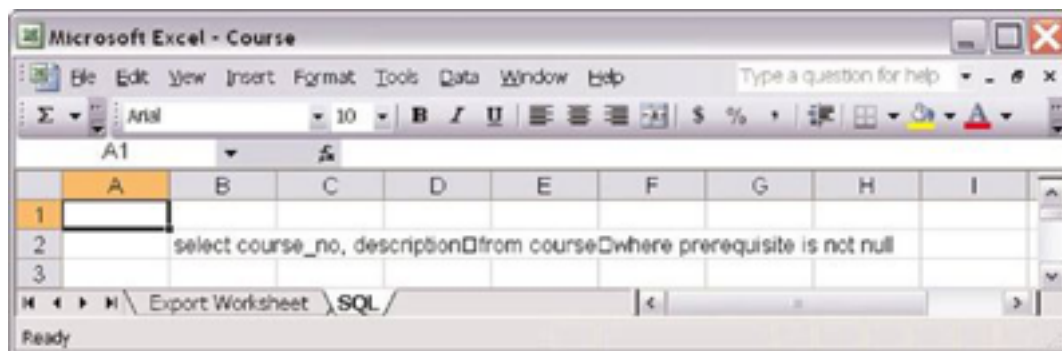 Microsoft Excel - Course
File Edit View Insert Format Tools Data Window Help Type a question for help
Σ Arial 10 B I U $ % , A
A1 fx
A B C D E F G H I
1
2 select course_no, description□from course□where prerequisite is not null
3
Export Worksheet SQL
Ready